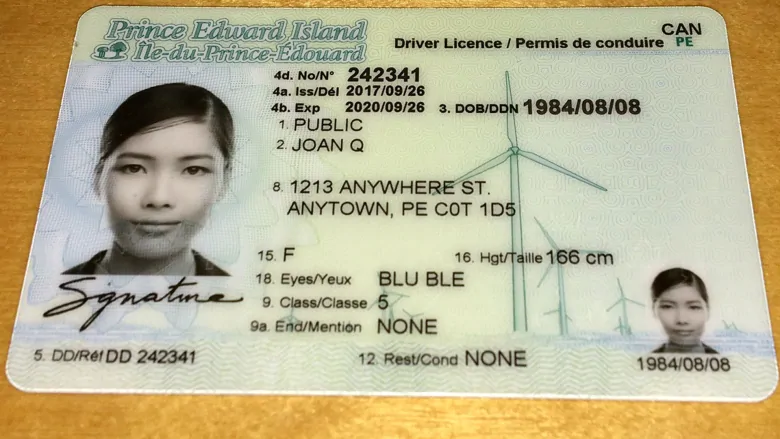 Prince Edward Island
Île-du-Prince-Édouard
Driver Licence / Permis de conduire
CAN
PE
4d. No/N° 242341
4a. Iss/Dél 2017/09/26
4b. Exp 2020/09/26 3. DOB/DDN 1984/08/08
1. PUBLIC
2. JOAN Q
8. 1213 ANYWHERE ST.
ANYTOWN, PE C0T 1D5
15. F 16. Hgt/Taille 166 cm
18. Eyes/Yeux BLU BLE
9. Class/Classe 5
9a. End/Mention NONE
Signature
5. DD/Réf DD 242341 12. Rest/Cond NONE
1984/08/08